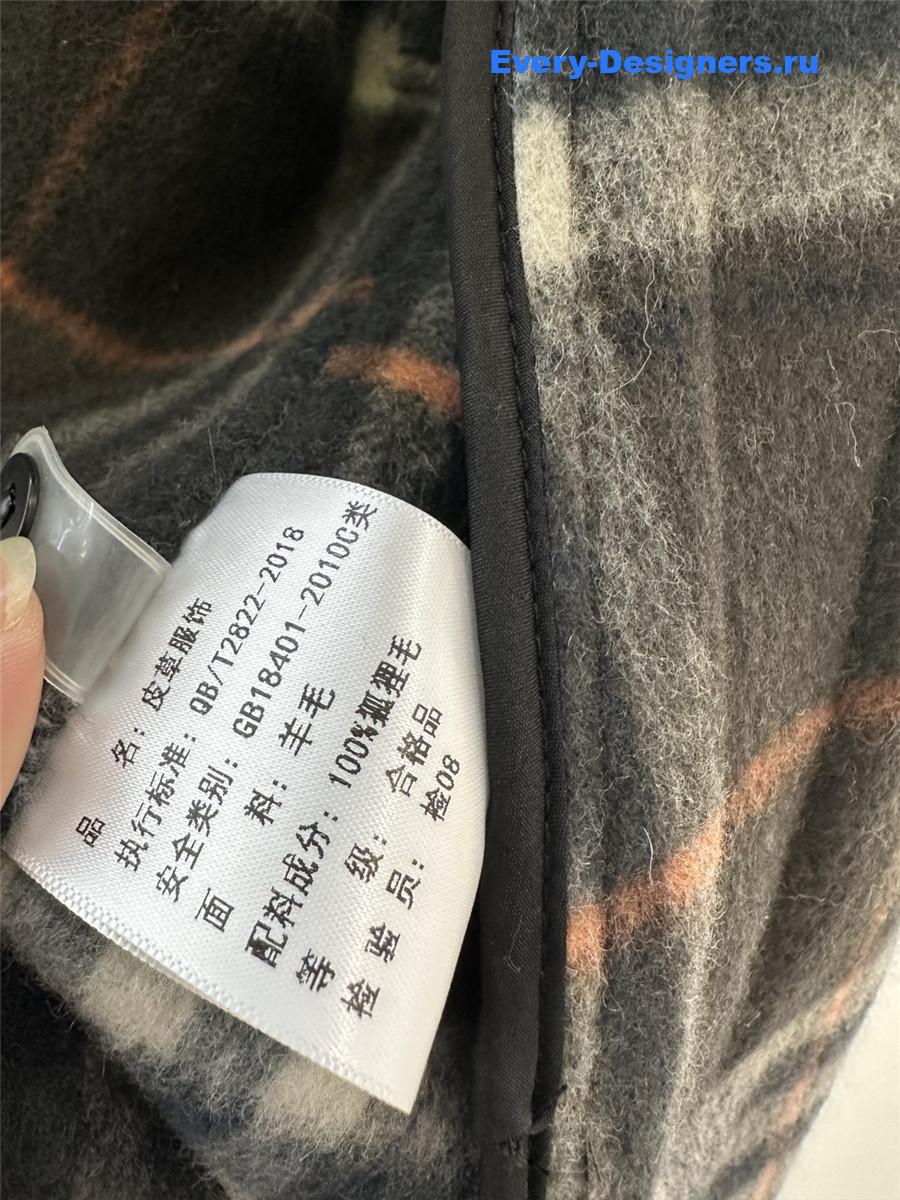 Every-Designers.ru
品 名: 皮草服饰
执行标准: QB/T2822-2018
安全类别: GB18401-2010C类
面 料: 羊毛
配料成分: 100%狐狸毛
等 级: 合格品
检 验 员: 检08